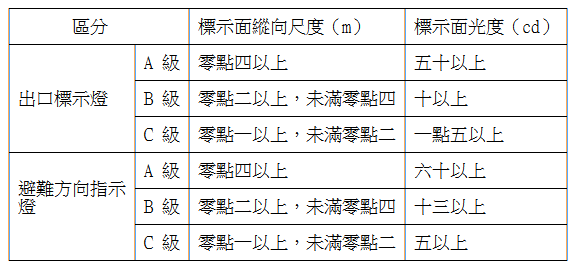 區分 標示面縱向尺度（m） 標示面光度（cd）
出口標示燈 A 級 零點四以上 五十以上
B 級 零點二以上，未滿零點四 十以上
C 級 零點一以上，未滿零點二 一點五以上
避難方向指示燈 A 級 零點四以上 六十以上
B 級 零點二以上，未滿零點四 十三以上
C 級 零點一以上，未滿零點二 五以上